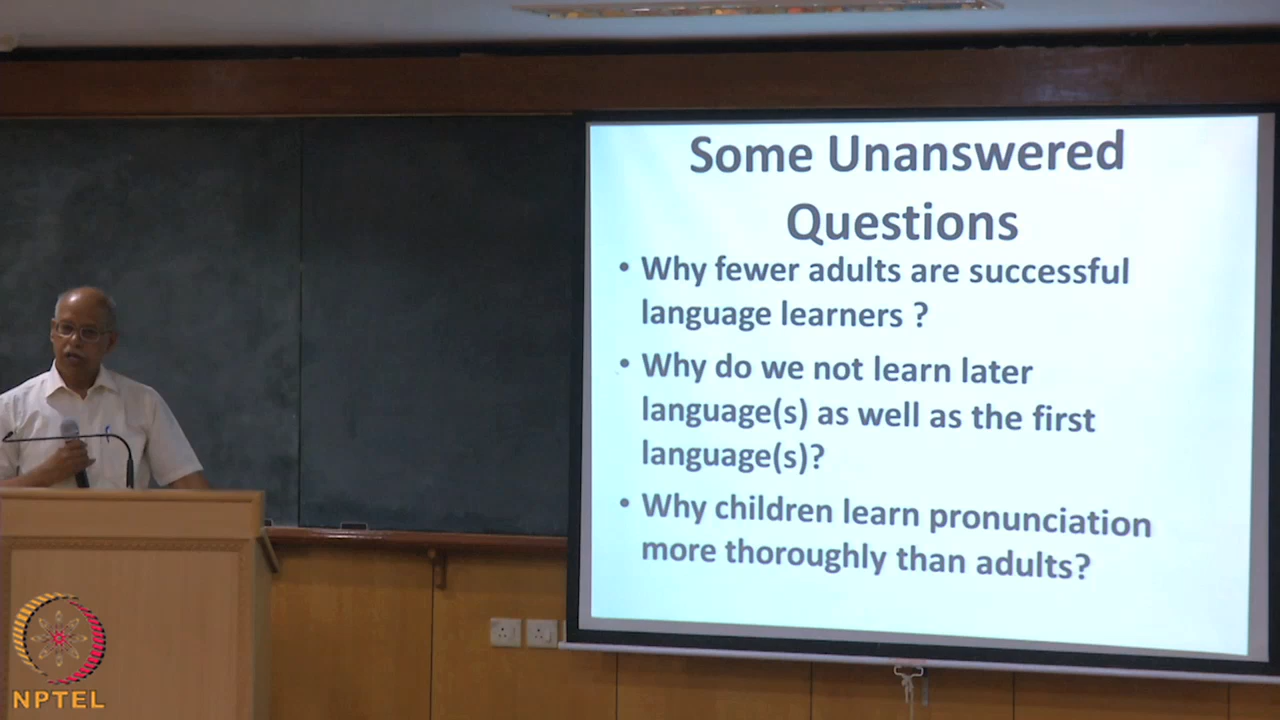 Some Unanswered
Questions
• Why fewer adults are successful
language learners ?
• Why do we not learn later
language(s) as well as the first
language(s)?
• Why children learn pronunciation
more thoroughly than adults?
NPTEL